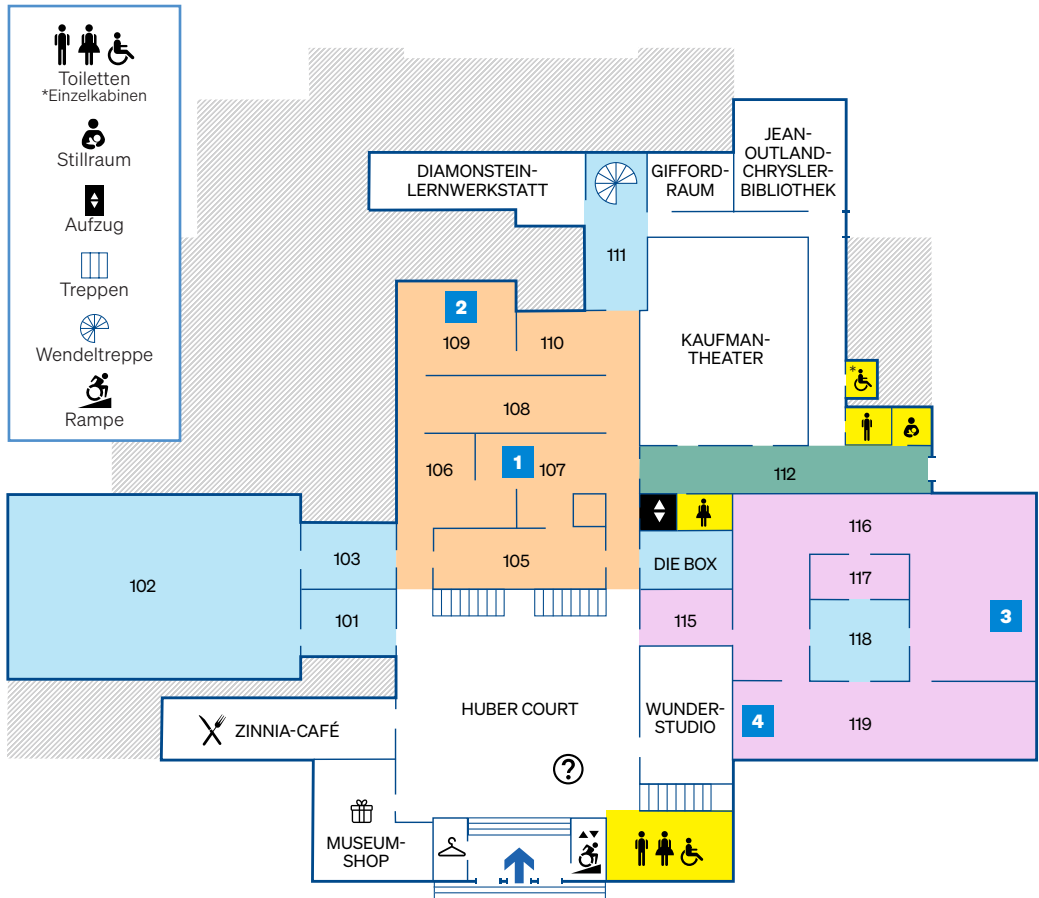 Toiletten
*Einzelkabinen
Stillraum
Aufzug
Treppen
Wendeltreppe
Rampe
DIAMONSTEIN-
LERNWERKSTATT
GIFFORD-
RAUM
JEAN-
OUTLAND-
CHRYSLER-
BIBLIOTHEK
111
2
109
110
KAUFMAN-
THEATER
*
108
106
1
107
112
102
103
105
DIE BOX
116
117
101
115
118
3
HUBER COURT
WUNDER-
STUDIO
4
119
ZINNIA-CAFÉ
?
MUSEUM-
SHOP